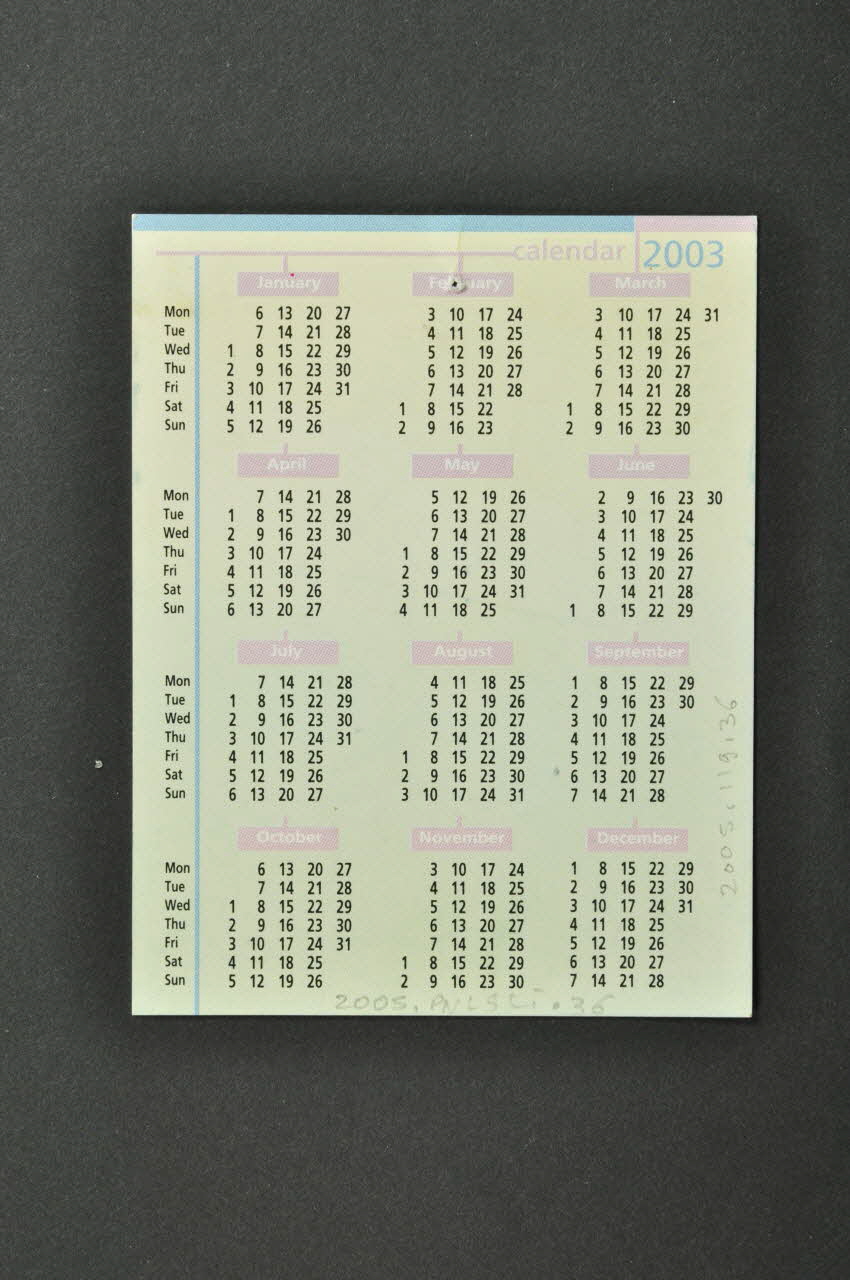 calendar 2003
January February March
Mon 6 13 20 27 3 10 17 24 3 10 17 24 31
Tue 7 14 21 28 4 11 18 25 4 11 18 25
Wed 1 8 15 22 29 5 12 19 26 5 12 19 26
Thu 2 9 16 23 30 6 13 20 27 6 13 20 27
Fri 3 10 17 24 31 7 14 21 28 7 14 21 28
Sat 4 11 18 25 1 8 15 22 1 8 15 22 29
Sun 5 12 19 26 2 9 16 23 2 9 16 23 30
April May June
Mon 7 14 21 28 5 12 19 26 2 9 16 23 30
Tue 1 8 15 22 29 6 13 20 27 3 10 17 24
Wed 2 9 16 23 30 7 14 21 28 4 11 18 25
Thu 3 10 17 24 1 8 15 22 29 5 12 19 26
Fri 4 11 18 25 2 9 16 23 30 6 13 20 27
Sat 5 12 19 26 3 10 17 24 31 7 14 21 28
Sun 6 13 20 27 4 11 18 25 1 8 15 22 29
July August September
Mon 7 14 21 28 4 11 18 25 1 8 15 22 29
Tue 1 8 15 22 29 5 12 19 26 2 9 16 23 30
Wed 2 9 16 23 30 6 13 20 27 3 10 17 24
Thu 3 10 17 24 31 7 14 21 28 4 11 18 25
Fri 4 11 18 25 1 8 15 22 29 5 12 19 26
Sat 5 12 19 26 2 9 16 23 30 6 13 20 27
Sun 6 13 20 27 3 10 17 24 31 7 14 21 28
October November December
Mon 6 13 20 27 3 10 17 24 1 8 15 22 29
Tue 7 14 21 28 4 11 18 25 2 9 16 23 30
Wed 1 8 15 22 29 5 12 19 26 3 10 17 24 31
Thu 2 9 16 23 30 6 13 20 27 4 11 18 25
Fri 3 10 17 24 31 7 14 21 28 5 12 19 26
Sat 4 11 18 25 1 8 15 22 29 6 13 20 27
Sun 5 12 19 26 2 9 16 23 30 7 14 21 28
2005.119.36